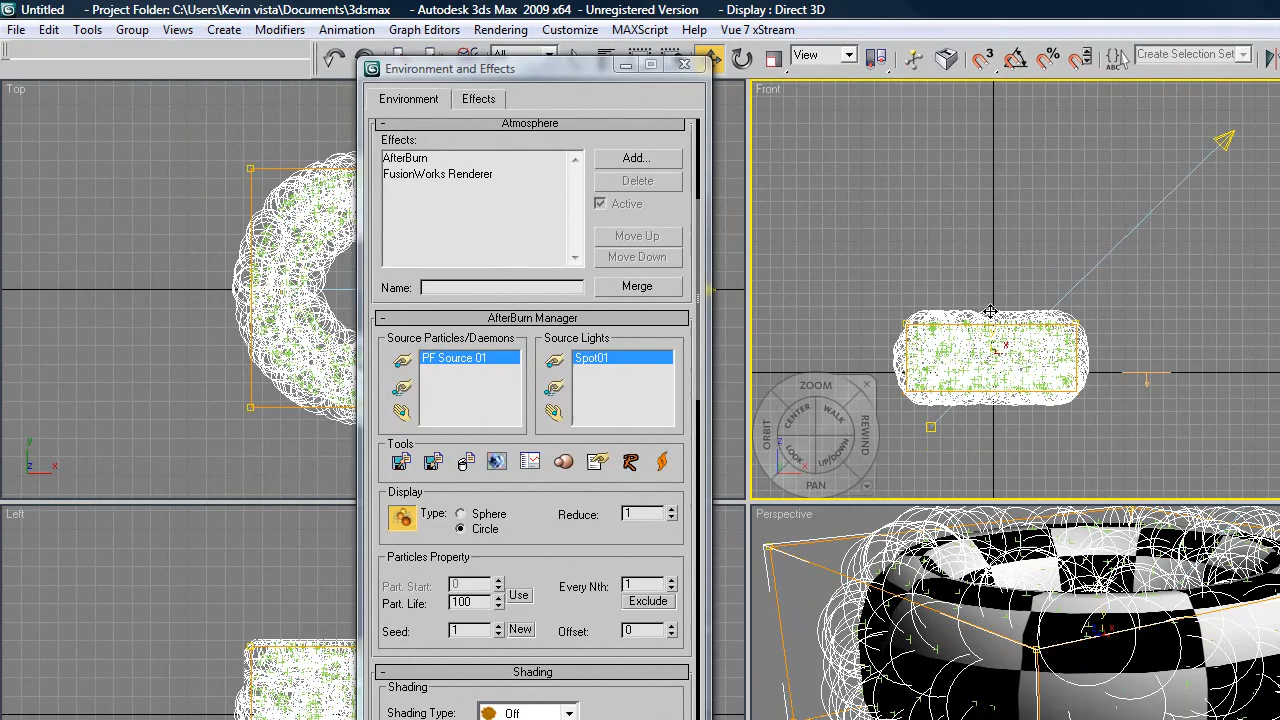 Untitled - Project Folder: C:\Users\Kevin vista\Documents\3dsmax - Autodesk 3ds Max 2009 x64 - Unregistered Version - Display : Direct 3D
File Edit Tools Group Views Create Modifiers Animation Graph Editors Rendering Customize MAXScript Help Vue 7 xStream
All View 3 % ABC Create Selection Set
Top
Environment and Effects
Front
Environment Effects
- Atmosphere
Effects:
AfterBurn
FusionWorks Renderer
Add...
Delete
Active
Move Up
Move Down
Name:
Merge
- AfterBurn Manager
Source Particles/Daemons
PF Source 01
Source Lights
Spot01
Tools
Display
Type: Sphere
Circle
Reduce: 1
Particles Property
Part. Start: 0
Part. Life: 100
Use
Every Nth: 1
Exclude
Seed: 1
New
Offset: 0
- Shading
Shading
Shading Type: Off
ZOOM
CENTER
WALK
ORBIT
REWIND
LOOK
UP/DOWN
PAN
Left
Perspective
y
z
x
z
x
y
x